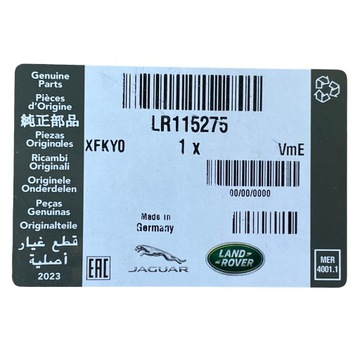 Genuine
Parts
Pièces
d'Origine
純正部品
Piezas
Originales
Ricambi
Originali
Originele
Onderdelen
Peças
Genuinas
Originalteile
قطع غيار
أصلية
2023
LR115275
XFKY0
1 x
VmE
00/00/0000
Made in
Germany
EAC
JAGUAR
LAND-
-ROVER
MER
4001.1